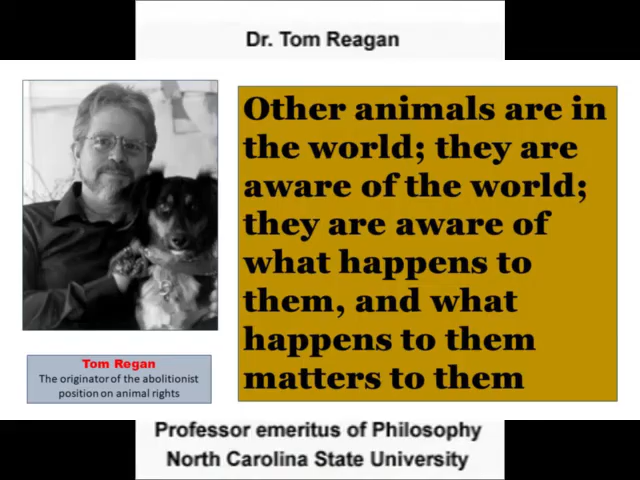 Dr. Tom Reagan
Other animals are in
the world; they are
aware of the world;
they are aware of
what happens to
them, and what
happens to them
matters to them
Tom Regan
The originator of the abolitionist
position on animal rights
Professor emeritus of Philosophy
North Carolina State University